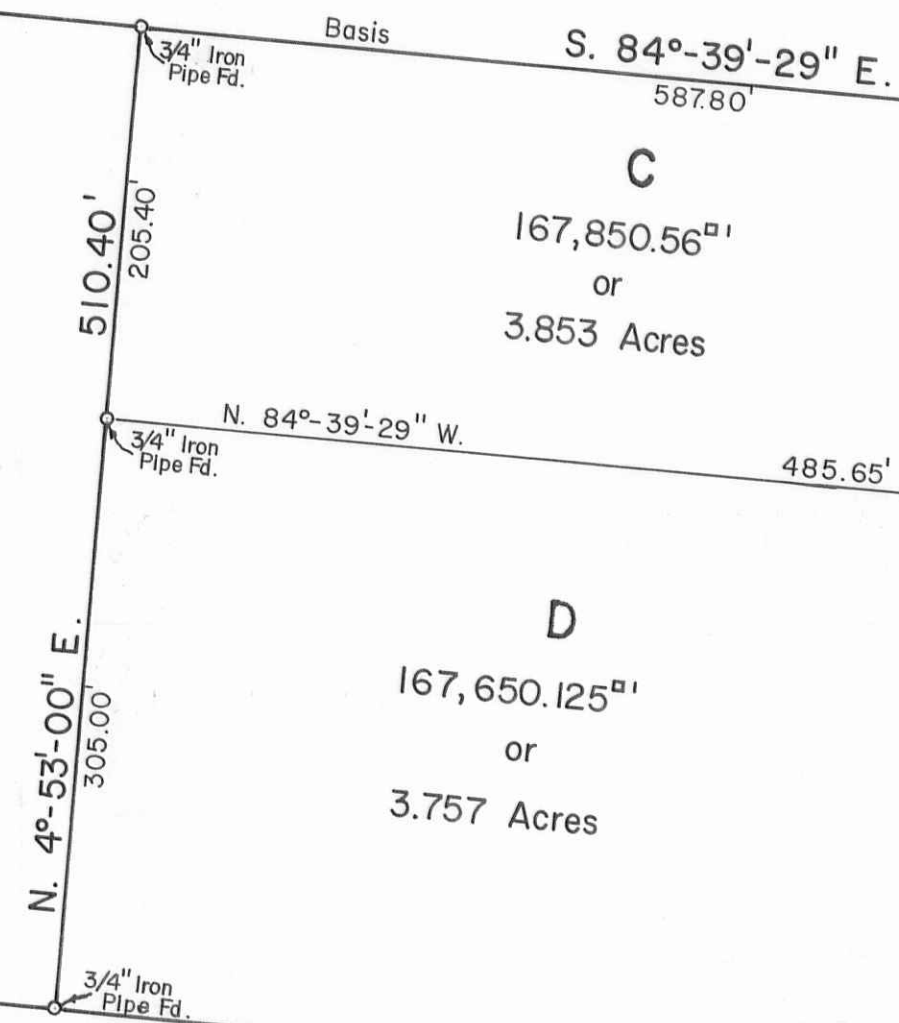 Basis
S. 84°-39'-29" E.
587.80'
3/4" Iron
Pipe Fd.
C
167,850.56□'
or
3.853 Acres
510.40'
205.40'
N. 84°-39'-29" W.
485.65'
3/4" Iron
Pipe Fd.
D
167,650.125□'
or
3.757 Acres
N. 4°-53'-00" E.
305.00'
3/4" Iron
Pipe Fd.